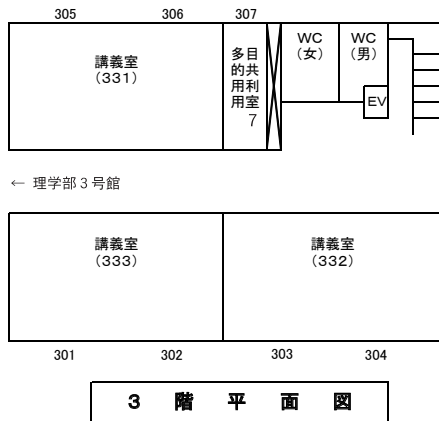 305 306 307
講義室
(331)
多目的共用利用室7
WC
(女)
WC
(男)
EV
← 理学部3号館
講義室
(333)
講義室
(332)
301 302 303 304
3階平面図